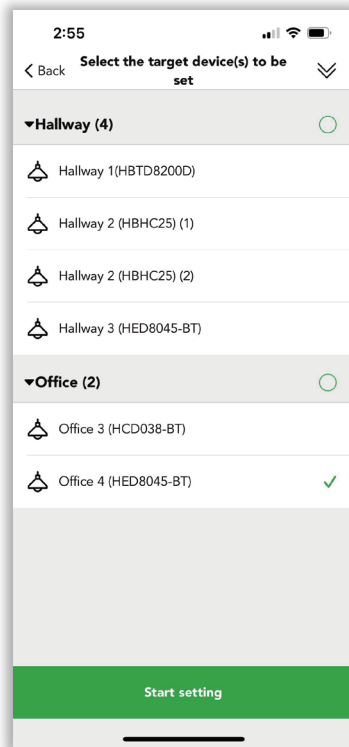 2:55
Back
Select the target device(s) to be
set
Hallway (4)
Hallway 1(HBTD8200D)
Hallway 2 (HBHC25) (1)
Hallway 2 (HBHC25) (2)
Hallway 3 (HED8045-BT)
Office (2)
Office 3 (HCD038-BT)
Office 4 (HED8045-BT)
Start setting